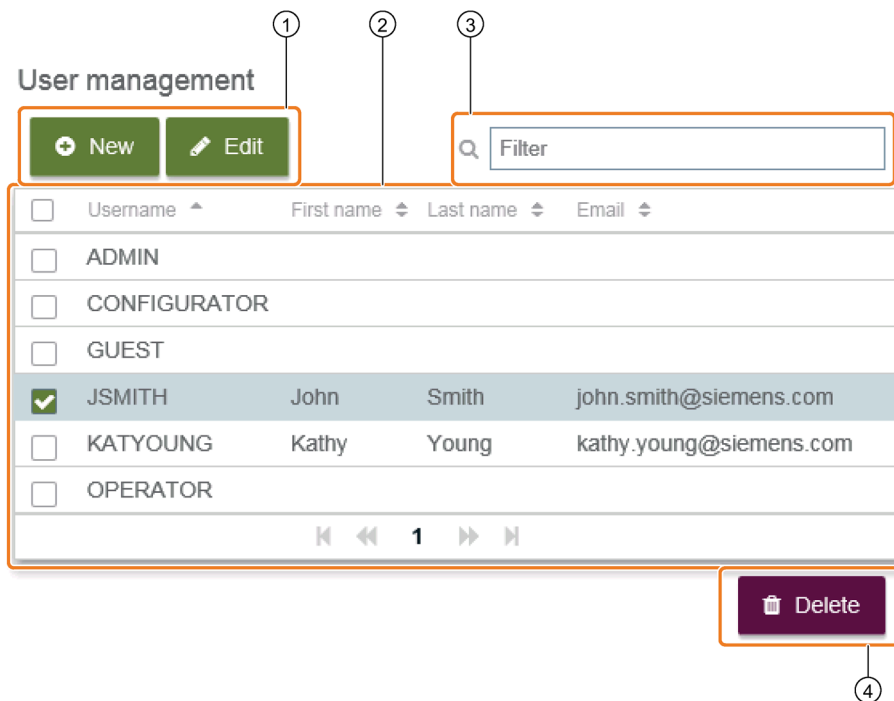 1 2 3
User management
New Edit Filter
Username First name Last name Email
ADMIN
CONFIGURATOR
GUEST
JSMITH John Smith john.smith@siemens.com
KATYOUNG Kathy Young kathy.young@siemens.com
OPERATOR
1
Delete
4